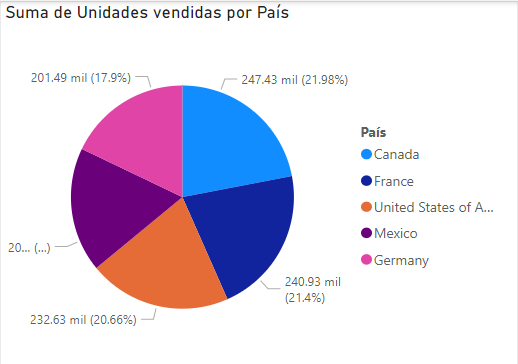 Suma de Unidades vendidas por País
201.49 mil (17.9%)
247.43 mil (21.98%)
País
Canada
France
United States of A...
Mexico
Germany
20... (...)
240.93 mil
(21.4%)
232.63 mil (20.66%)